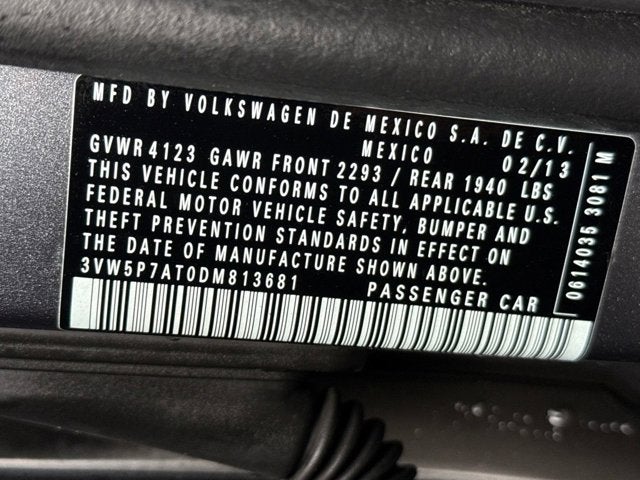 MFD BY VOLKSWAGEN DE MEXICO S.A. DE C.V.
MEXICO 02/13
GVWR 4123 GAWR FRONT 2293 / REAR 1940 LBS
THIS VEHICLE CONFORMS TO ALL APPLICABLE U.S.
FEDERAL MOTOR VEHICLE SAFETY, BUMPER AND
THEFT PREVENTION STANDARDS IN EFFECT ON
THE DATE OF MANUFACTURE SHOWN ABOVE.
3VW5P7AT0DM813681 PASSENGER CAR
0614035 3081 M